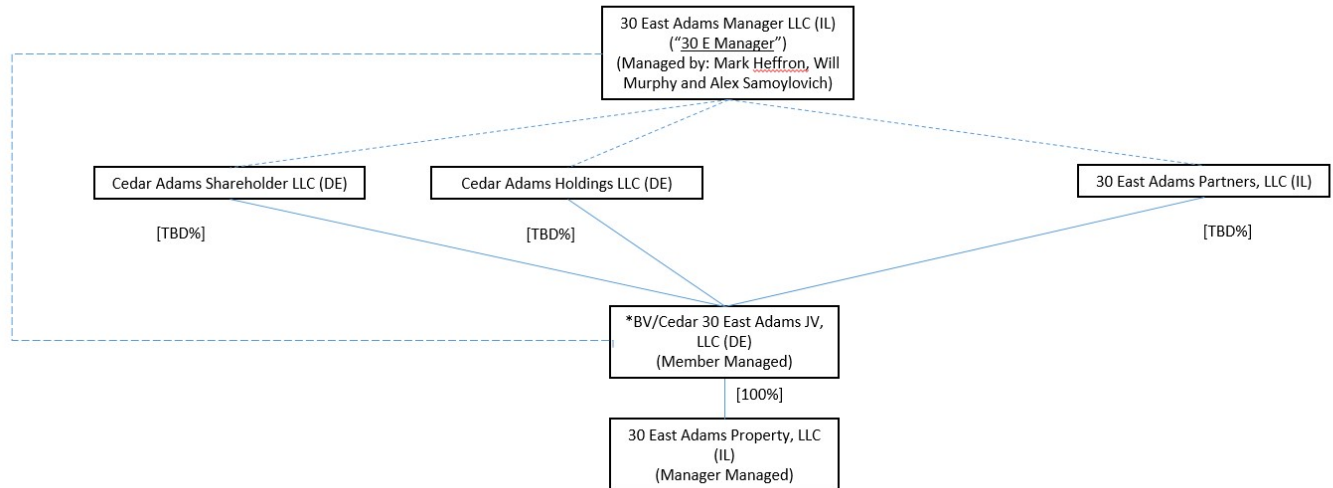 30 East Adams Manager LLC (IL)
(“30 E Manager”)
(Managed by: Mark Heffron, Will
Murphy and Alex Samoylovich)
Cedar Adams Shareholder LLC (DE)
Cedar Adams Holdings LLC (DE)
30 East Adams Partners, LLC (IL)
[TBD%]
[TBD%]
[TBD%]
*BV/Cedar 30 East Adams JV,
LLC (DE)
(Member Managed)
[100%]
30 East Adams Property, LLC
(IL)
(Manager Managed)